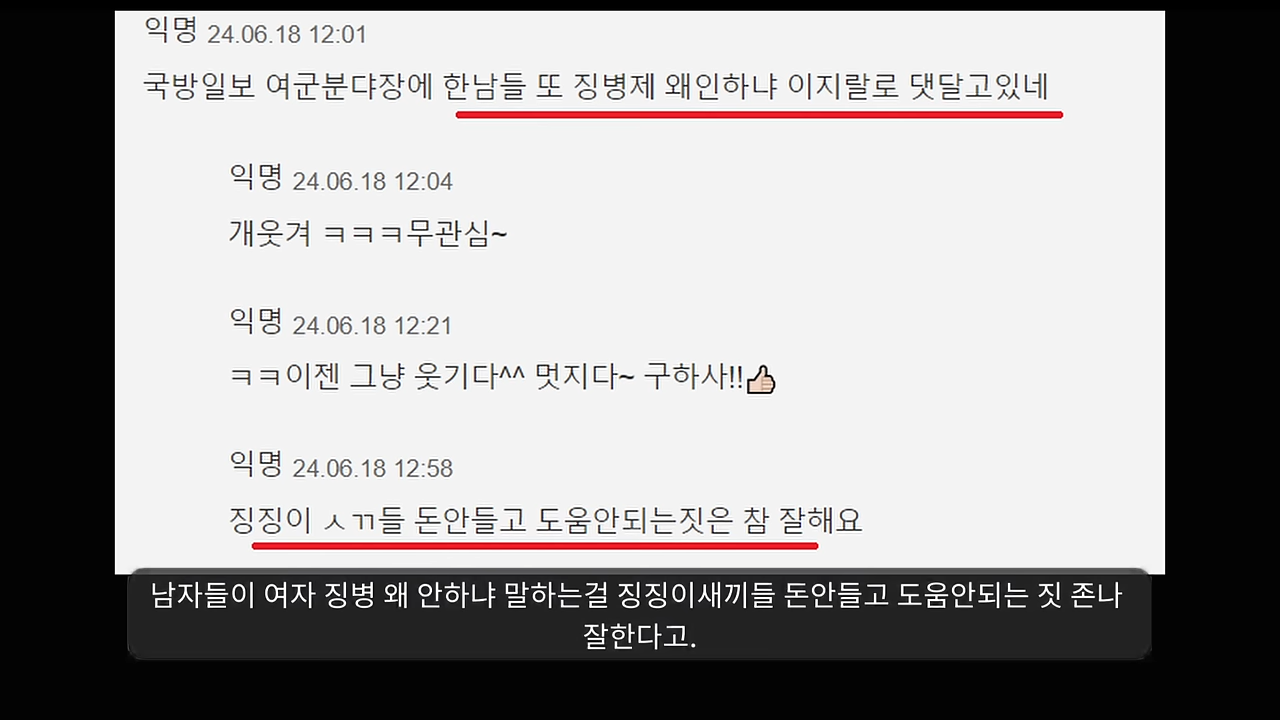 익명 24.06.18 12:01
국방일보 여군분댜장에 한남들 또 징병제 왜인하냐 이지랄로 댓달고있네
익명 24.06.18 12:04
개웃겨 ㅋㅋㅋ무관심~
익명 24.06.18 12:21
ㅋㅋ이젠 그냥 웃기다^^ 멋지다~ 구하사!!👍🏻
익명 24.06.18 12:58
징징이 ㅅㄲ들 돈안들고 도움안되는짓은 참 잘해요
남자들이 여자 징병 왜 안하냐 말하는걸 징징이새끼들 돈안들고 도움안되는 짓 존나
잘한다고.